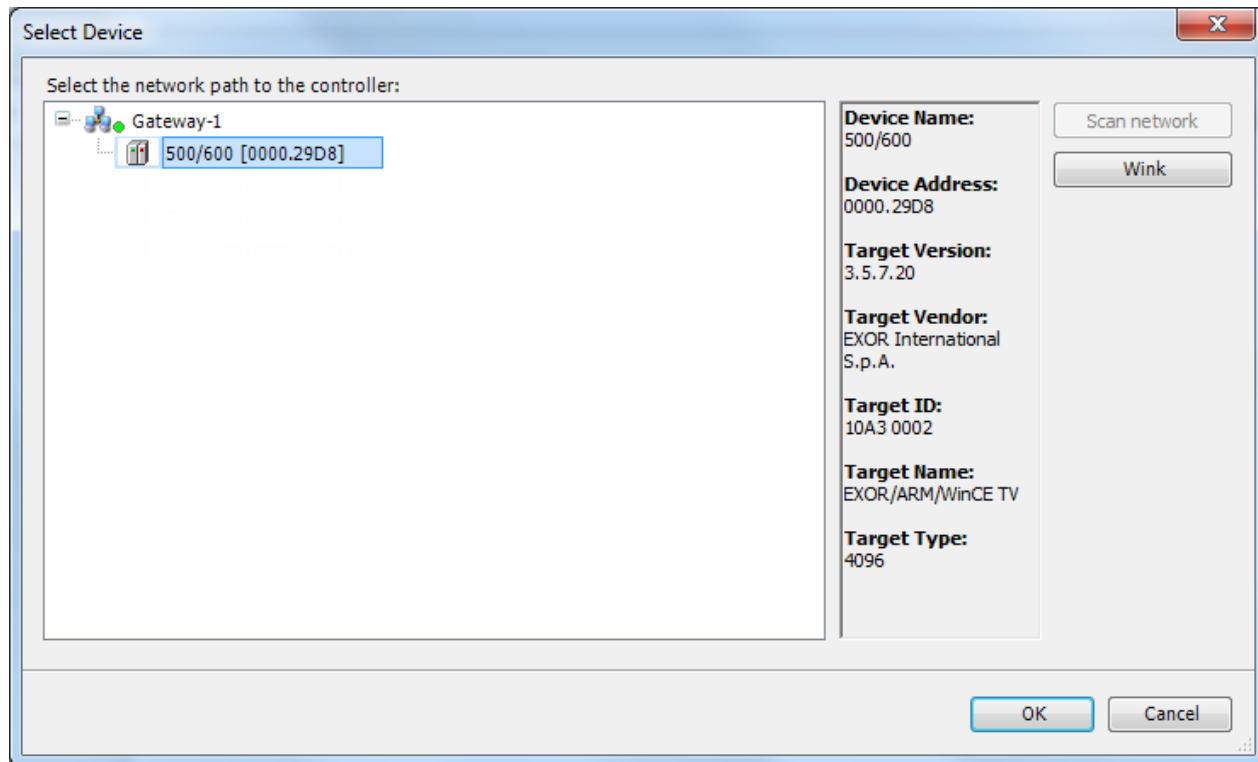 Select Device
Select the network path to the controller:
Gateway-1
500/600 [0000.29D8]
Device Name:
500/600
Device Address:
0000.29D8
Target Version:
3.5.7.20
Target Vendor:
EXOR International
S.p.A.
Target ID:
10A3 0002
Target Name:
EXOR/ARM/WinCE TV
Target Type:
4096
Scan network
Wink
OK
Cancel